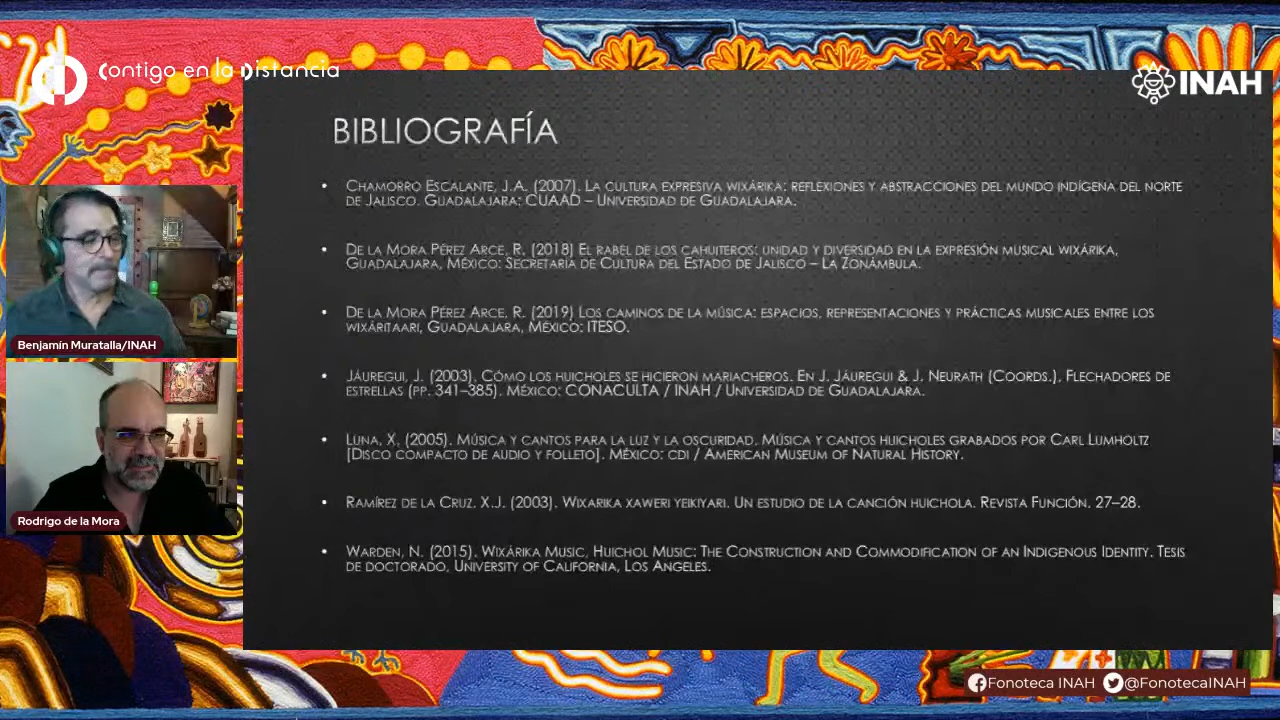 Contigo en la Distancia
INAH
BIBLIOGRAFÍA
• Chamorro Escalante, J.A. (2007). La cultura expresiva wixárika: reflexiones y abstracciones del mundo indígena del norte
de Jalisco. Guadalajara: CUAAD – Universidad de Guadalajara.
• De la Mora Pérez Arce, R. (2018) El rabel de los cahuiteros: unidad y diversidad en la expresión musical wixárika,
Guadalajara, México: Secretaría de Cultura del Estado de Jalisco – La Zonámbula.
• De la Mora Pérez Arce, R. (2019) Los caminos de la música: espacios, representaciones y prácticas musicales entre los
wixáritaari, Guadalajara, México: ITESO.
• Jáuregui, J. (2003). Cómo los huicholes se hicieron mariacheros. En J. Jáuregui & J. Neurath (Coords.), Flechadores de
estrellas (pp. 341–385). México: CONACULTA / INAH / Universidad de Guadalajara.
• Luna, X. (2005). Música y cantos para la luz y la oscuridad. Música y cantos huicholes grabados por Carl Lumholtz
[Disco compacto de audio y folleto]. México: cdi / American Museum of Natural History.
• Ramírez de la Cruz, X.J. (2003). Wixarika xaweri yeikiyari. Un estudio de la canción huichola. Revista Función. 27–28.
• Warden, N. (2015). Wixárika Music, Huichol Music: The Construction and Commodification of an Indigenous Identity. Tesis
de doctorado, University of California, Los Angeles.
Benjamín Muratalla/INAH
Rodrigo de la Mora
Fonoteca INAH @FonotecaINAH